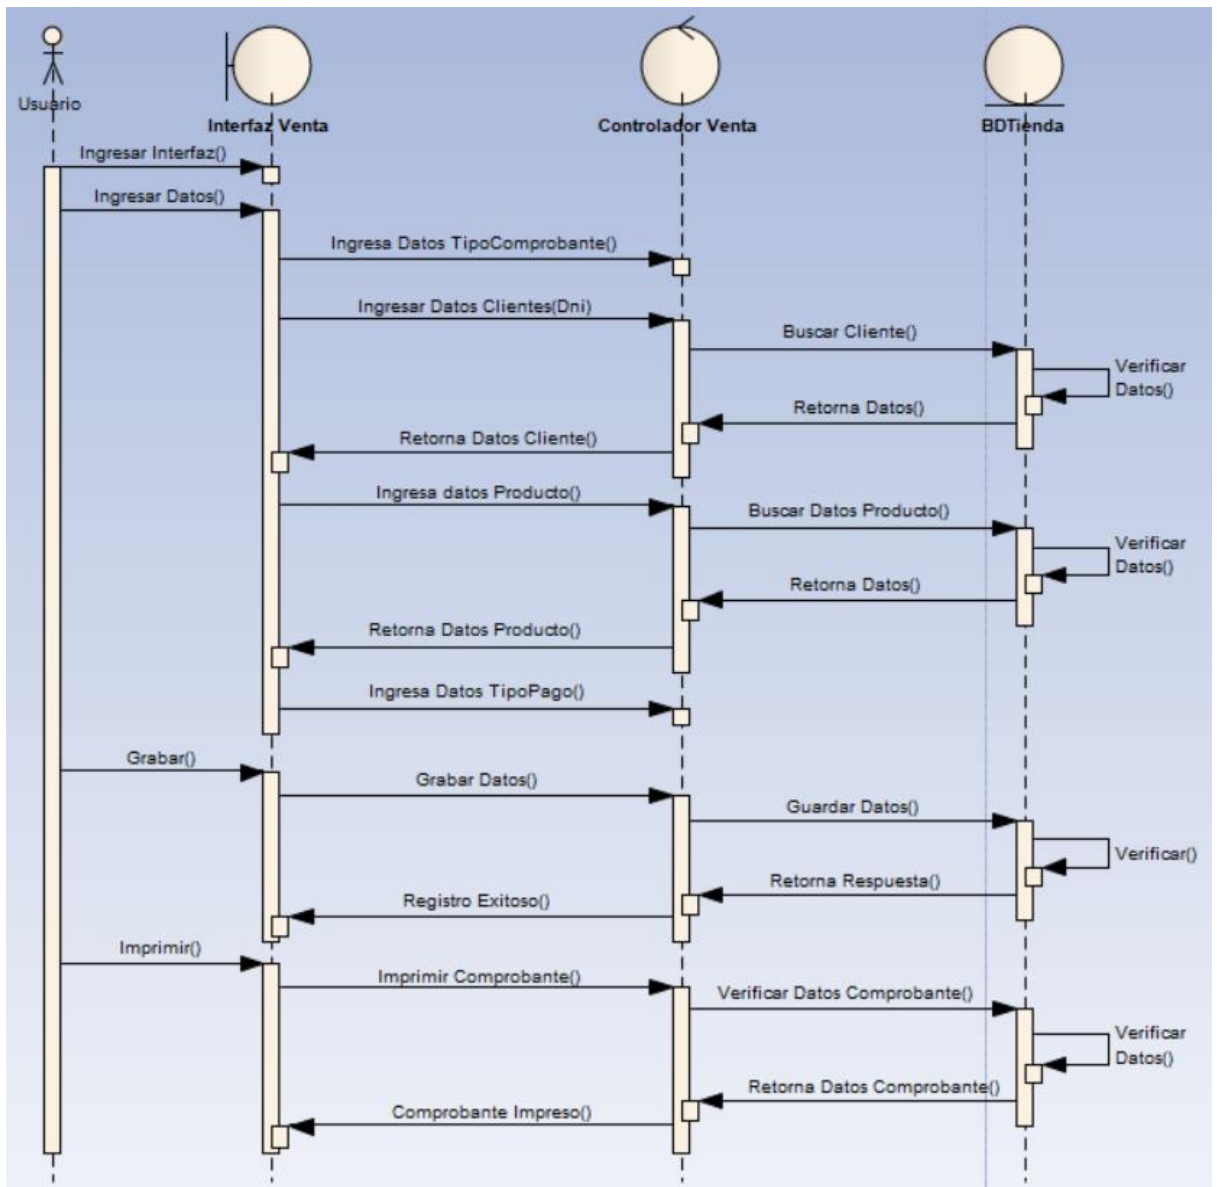 Usuario
Interfaz Venta
Controlador Venta
BDTienda
Ingresar Interfaz()
Ingresar Datos()
Ingresa Datos TipoComprobante()
Ingresar Datos Clientes(Dni)
Buscar Cliente()
Verificar
Datos()
Retorna Datos()
Retorna Datos Cliente()
Ingresa datos Producto()
Buscar Datos Producto()
Verificar
Datos()
Retorna Datos()
Retorna Datos Producto()
Ingresa Datos TipoPago()
Grabar()
Grabar Datos()
Guardar Datos()
Verificar()
Retorna Respuesta()
Registro Exitoso()
Imprimir()
Imprimir Comprobante()
Verificar Datos Comprobante()
Verificar
Datos()
Retorna Datos Comprobante()
Comprobante Impreso()